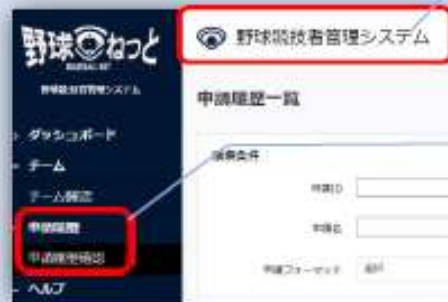 野球ねっと
野球競技者管理システム
ダッシュボード
チーム
チーム確認
申請履歴
申請履歴確認
ヘルプ
野球競技者管理システム
申請履歴一覧
検索条件
申請ID
申請名
申請フォーマット